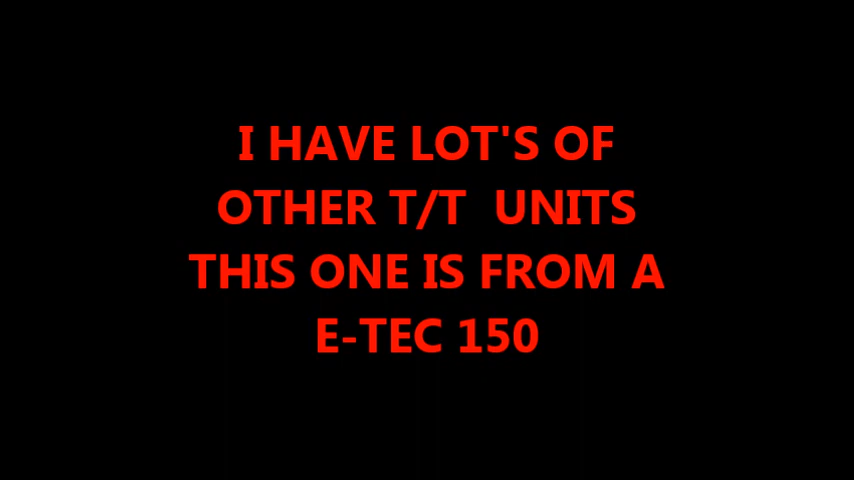 I HAVE LOT'S OF
OTHER T/T  UNITS
THIS ONE IS FROM A
E-TEC 150